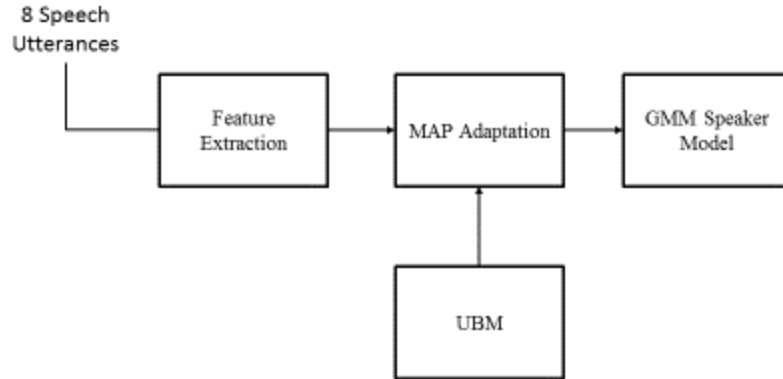 8 Speech
Utterances
Feature
Extraction
MAP Adaptation
GMM Speaker
Model
UBM